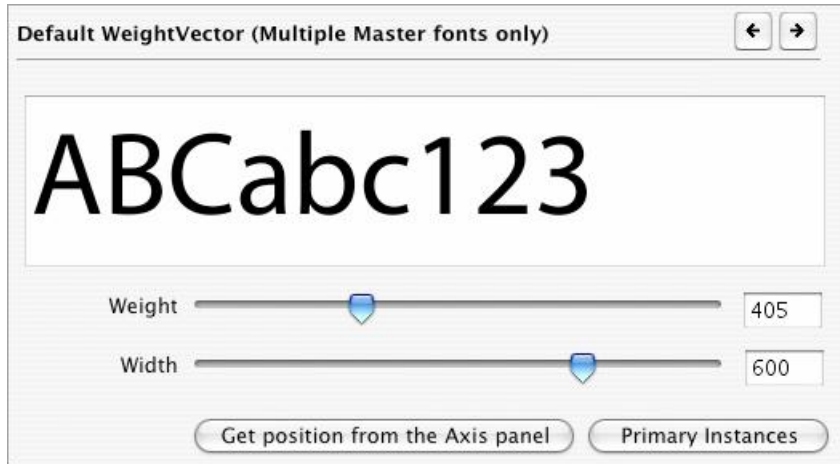 Default WeightVector (Multiple Master fonts only)
ABCabc123
Weight 405
Width 600
Get position from the Axis panel Primary Instances